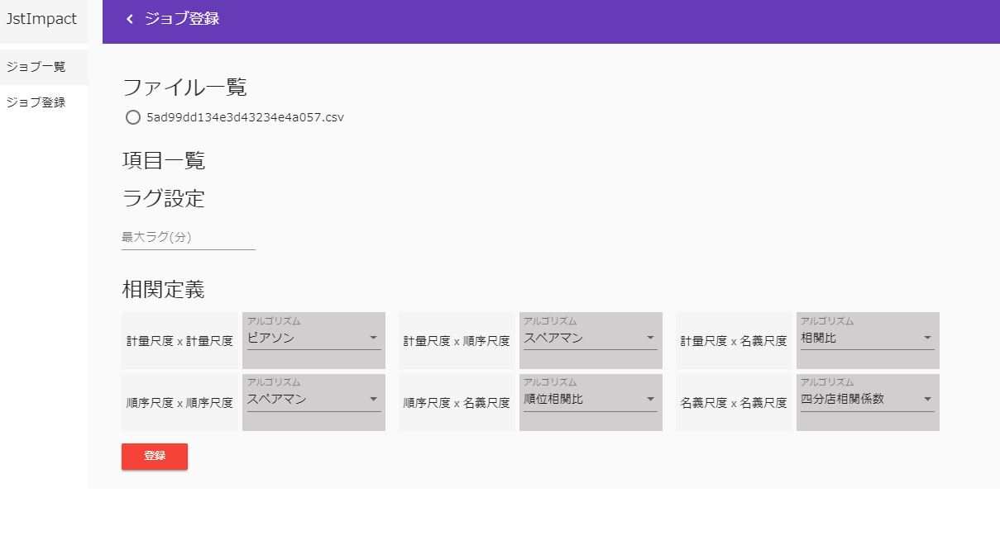 JstImpact
ジョブ一覧
ジョブ登録
ジョブ登録
ファイル一覧
5ad99dd134e3d43234e4a057.csv
項目一覧
ラグ設定
最大ラグ(分)
相関定義
計量尺度 x 計量尺度
アルゴリズム
ピアソン
計量尺度 x 順序尺度
アルゴリズム
スペアマン
計量尺度 x 名義尺度
アルゴリズム
相関比
順序尺度 x 順序尺度
アルゴリズム
スペアマン
順序尺度 x 名義尺度
アルゴリズム
順位相関比
名義尺度 x 名義尺度
アルゴリズム
四分店相関係数
登録